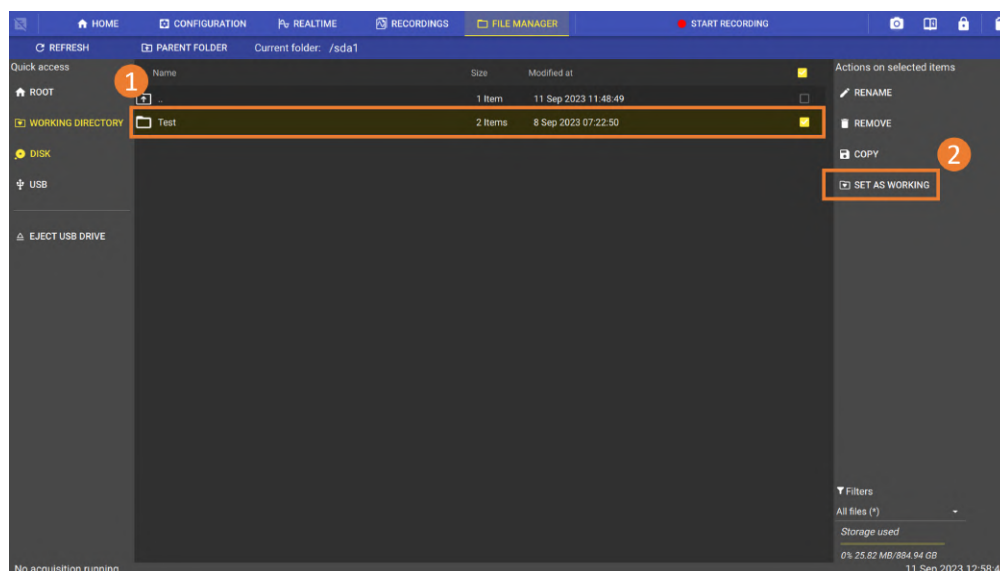 HOME CONFIGURATION REALTIME RECORDINGS FILE MANAGER START RECORDING
REFRESH PARENT FOLDER Current folder: /sda1
Quick access
ROOT
WORKING DIRECTORY
DISK
USB
EJECT USB DRIVE
1
Name Size Modified at
.. 1 Item 11 Sep 2023 11:48:49
Test 2 Items 8 Sep 2023 07:22:50
Actions on selected items
RENAME
REMOVE
COPY
2
SET AS WORKING
Filters
All files (*)
Storage used
0% 25.82 MB/884.94 GB
No acquisition running 11 Sep 2023 12:58:4